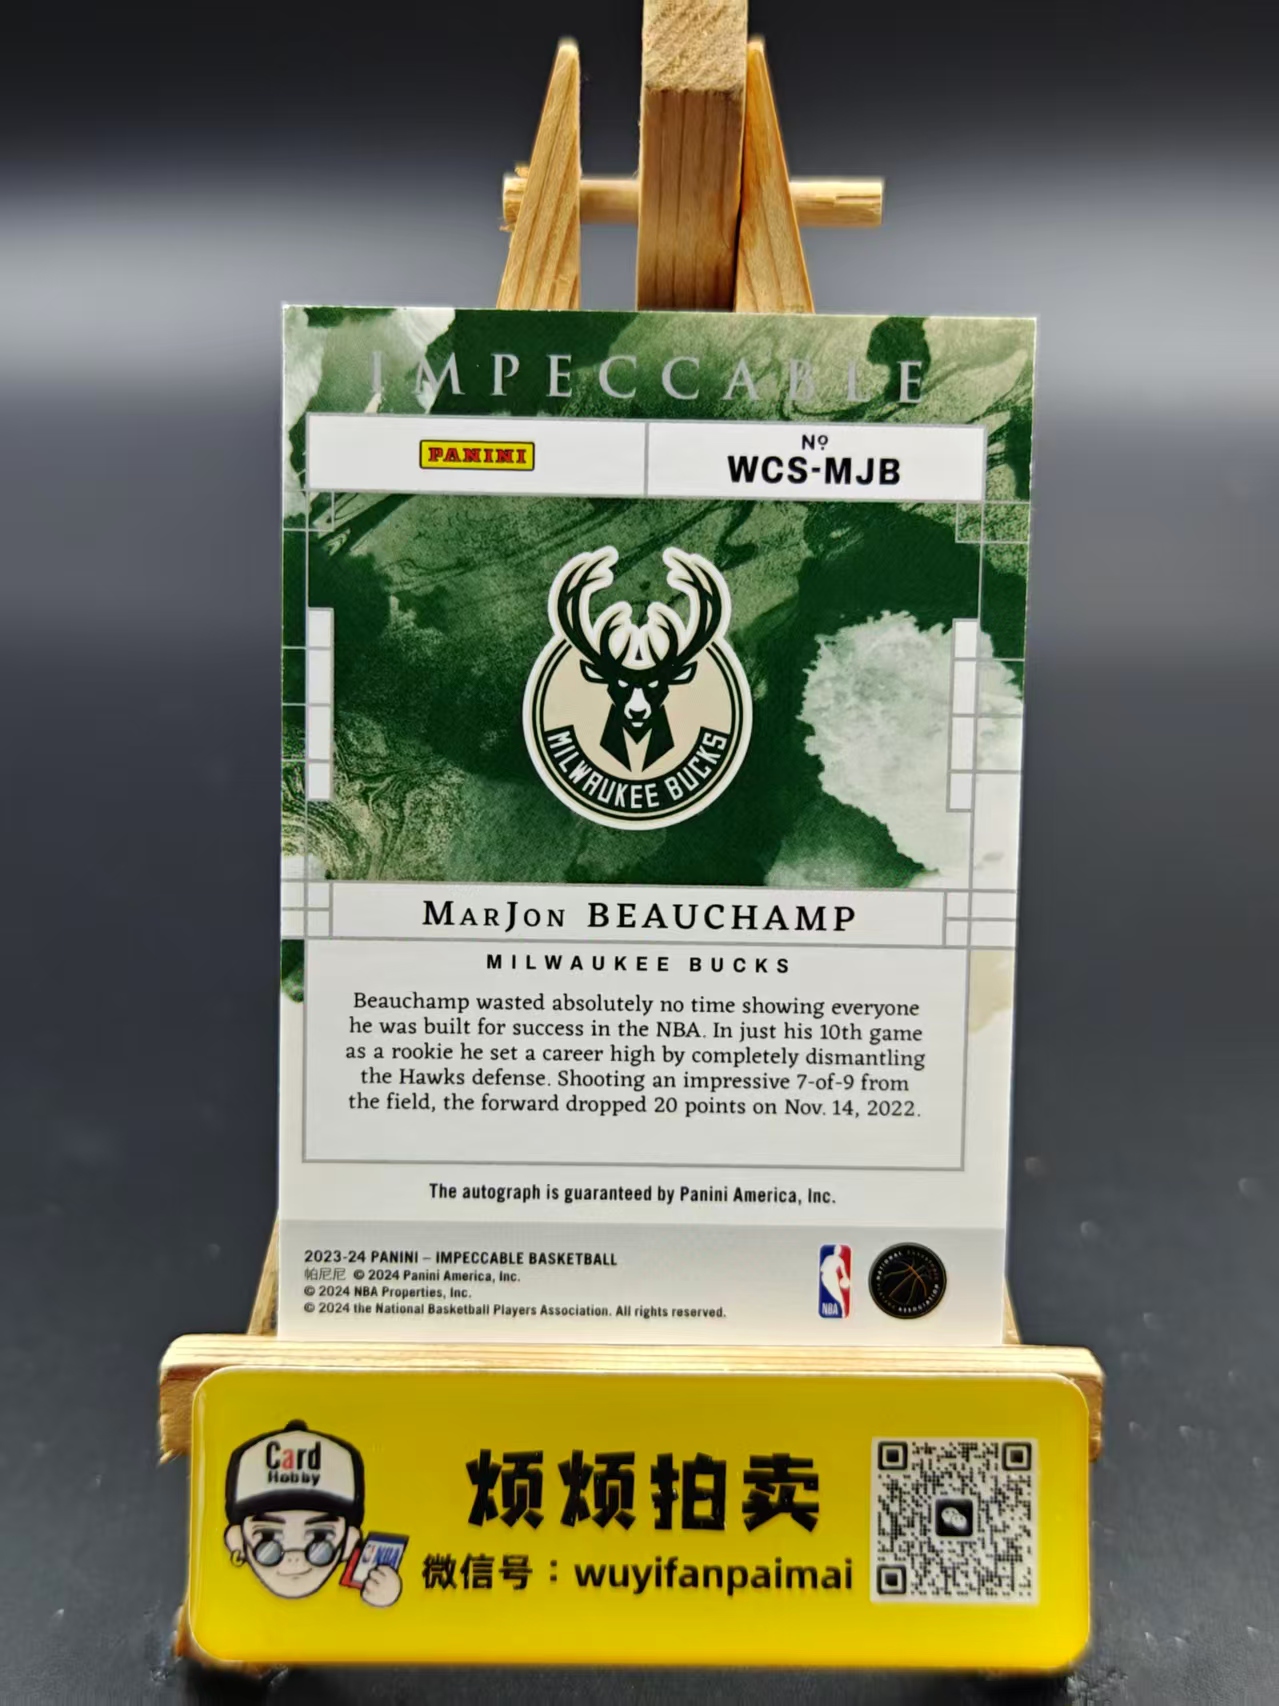 IMPECCABLE
PANINI
Nº
WCS-MJB
MILWAUKEE BUCKS
MARJON BEAUCHAMP
MILWAUKEE BUCKS
Beauchamp wasted absolutely no time showing everyone
he was built for success in the NBA. In just his 10th game
as a rookie he set a career high by completely dismantling
the Hawks defense. Shooting an impressive 7-of-9 from
the field, the forward dropped 20 points on Nov. 14, 2022.
The autograph is guaranteed by Panini America, Inc.
2023-24 PANINI – IMPECCABLE BASKETBALL
帕尼尼 © 2024 Panini America, Inc.
© 2024 NBA Properties, Inc.
© 2024 the National Basketball Players Association. All rights reserved.
NBA
Card
Hobby
NBA
烦烦拍卖
微信号：wuyifanpaimai